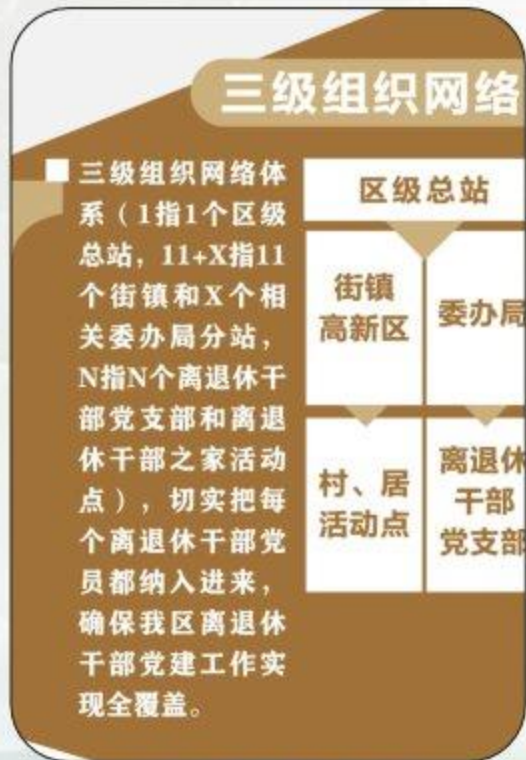 三级组织网络
三级组织网络体
系（1指1个区级
总站，11+X指11
个街镇和X个相
关委办局分站，
N指N个离退休干
部党支部和离退
休干部之家活动
点），切实把每
个离退休干部党
员都纳入进来，
确保我区离退休
干部党建工作实
现全覆盖。
区级总站
街镇
高新区
委办局
村、居
活动点
离退休
干部
党支部